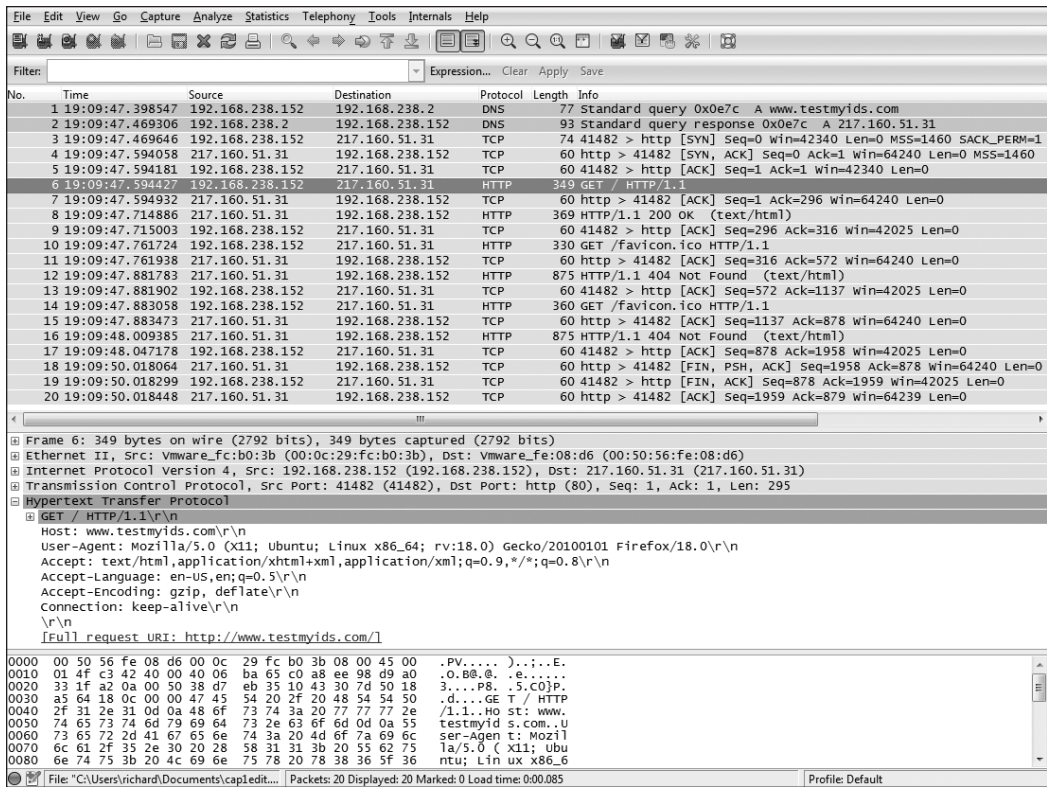 File Edit View Go Capture Analyze Statistics Telephony Tools Internals Help
Filter: Expression... Clear Apply Save
No. Time Source Destination Protocol Length Info
1 19:09:47.398547 192.168.238.152 192.168.238.2 DNS 77 Standard query 0x0e7c A www.testmyids.com
2 19:09:47.469306 192.168.238.2 192.168.238.152 DNS 93 Standard query response 0x0e7c A 217.160.51.31
3 19:09:47.469646 192.168.238.152 217.160.51.31 TCP 74 41482 > http [SYN] Seq=0 Win=42340 Len=0 MSS=1460 SACK_PERM=1
4 19:09:47.594058 217.160.51.31 192.168.238.152 TCP 60 http > 41482 [SYN, ACK] Seq=0 Ack=1 Win=64240 Len=0 MSS=1460
5 19:09:47.594181 192.168.238.152 217.160.51.31 TCP 60 41482 > http [ACK] Seq=1 Ack=1 Win=42340 Len=0
6 19:09:47.594427 192.168.238.152 217.160.51.31 HTTP 349 GET / HTTP/1.1
7 19:09:47.594932 217.160.51.31 192.168.238.152 TCP 60 http > 41482 [ACK] Seq=1 Ack=296 Win=64240 Len=0
8 19:09:47.714886 217.160.51.31 192.168.238.152 HTTP 369 HTTP/1.1 200 OK (text/html)
9 19:09:47.715003 192.168.238.152 217.160.51.31 TCP 60 41482 > http [ACK] Seq=296 Ack=316 Win=42025 Len=0
10 19:09:47.761724 192.168.238.152 217.160.51.31 HTTP 330 GET /favicon.ico HTTP/1.1
11 19:09:47.761938 217.160.51.31 192.168.238.152 TCP 60 http > 41482 [ACK] Seq=316 Ack=572 Win=64240 Len=0
12 19:09:47.881783 217.160.51.31 192.168.238.152 HTTP 875 HTTP/1.1 404 Not Found (text/html)
13 19:09:47.881902 192.168.238.152 217.160.51.31 TCP 60 41482 > http [ACK] Seq=572 Ack=1137 Win=42025 Len=0
14 19:09:47.883058 192.168.238.152 217.160.51.31 HTTP 360 GET /favicon.ico HTTP/1.1
15 19:09:47.883473 217.160.51.31 192.168.238.152 TCP 60 http > 41482 [ACK] Seq=1137 Ack=878 Win=64240 Len=0
16 19:09:48.009385 217.160.51.31 192.168.238.152 HTTP 875 HTTP/1.1 404 Not Found (text/html)
17 19:09:48.047178 192.168.238.152 217.160.51.31 TCP 60 41482 > http [ACK] Seq=878 Ack=1958 Win=42025 Len=0
18 19:09:50.018064 217.160.51.31 192.168.238.152 TCP 60 http > 41482 [FIN, PSH, ACK] Seq=1958 Ack=878 Win=64240 Len=0
19 19:09:50.018299 192.168.238.152 217.160.51.31 TCP 60 41482 > http [FIN, ACK] Seq=878 Ack=1959 Win=42025 Len=0
20 19:09:50.018448 217.160.51.31 192.168.238.152 TCP 60 http > 41482 [ACK] Seq=1959 Ack=879 Win=64239 Len=0
Frame 6: 349 bytes on wire (2792 bits), 349 bytes captured (2792 bits)
Ethernet II, Src: Vmware_fc:b0:3b (00:0c:29:fc:b0:3b), Dst: Vmware_fe:08:d6 (00:50:56:fe:08:d6)
Internet Protocol Version 4, Src: 192.168.238.152 (192.168.238.152), Dst: 217.160.51.31 (217.160.51.31)
Transmission Control Protocol, Src Port: 41482 (41482), Dst Port: http (80), Seq: 1, Ack: 1, Len: 295
Hypertext Transfer Protocol
GET / HTTP/1.1\r\n
Host: www.testmyids.com\r\n
User-Agent: Mozilla/5.0 (X11; Ubuntu; Linux x86_64; rv:18.0) Gecko/20100101 Firefox/18.0\r\n
Accept: text/html,application/xhtml+xml,application/xml;q=0.9,*/*;q=0.8\r\n
Accept-Language: en-US,en;q=0.5\r\n
Accept-Encoding: gzip, deflate\r\n
Connection: keep-alive\r\n
\r\n
[Full request URI: http://www.testmyids.com/]
0000 00 50 56 fe 08 d6 00 0c 29 fc b0 3b 08 00 45 00 .PV..... )..;..E.
0010 01 4f c3 42 40 00 40 06 ba 65 c0 a8 ee 98 d9 a0 .O.B@.@. .e......
0020 33 1f a2 0a 00 50 38 d7 eb 35 10 43 30 7d 50 18 3....P8. .5.C0}P.
0030 a5 64 18 0c 00 00 47 45 54 20 2f 20 48 54 54 50 .d....GE T / HTTP
0040 2f 31 2e 31 0d 0a 48 6f 73 74 3a 20 77 77 77 2e /1.1..Ho st: www.
0050 74 65 73 74 6d 79 69 64 73 2e 63 6f 6d 0d 0a 55 testmyid s.com..U
0060 73 65 72 2d 41 67 65 6e 74 3a 20 4d 6f 7a 69 6c ser-Agen t: Mozil
0070 6c 61 2f 35 2e 30 20 28 58 31 31 3b 20 55 62 75 la/5.0 ( X11; Ubu
0080 6e 74 75 3b 20 4c 69 6e 75 78 20 78 38 36 5f 36 ntu; Lin ux x86_6
File: "C:\Users\richard\Documents\cap1edit.... Packets: 20 Displayed: 20 Marked: 0 Load time: 0:00.085 Profile: Default